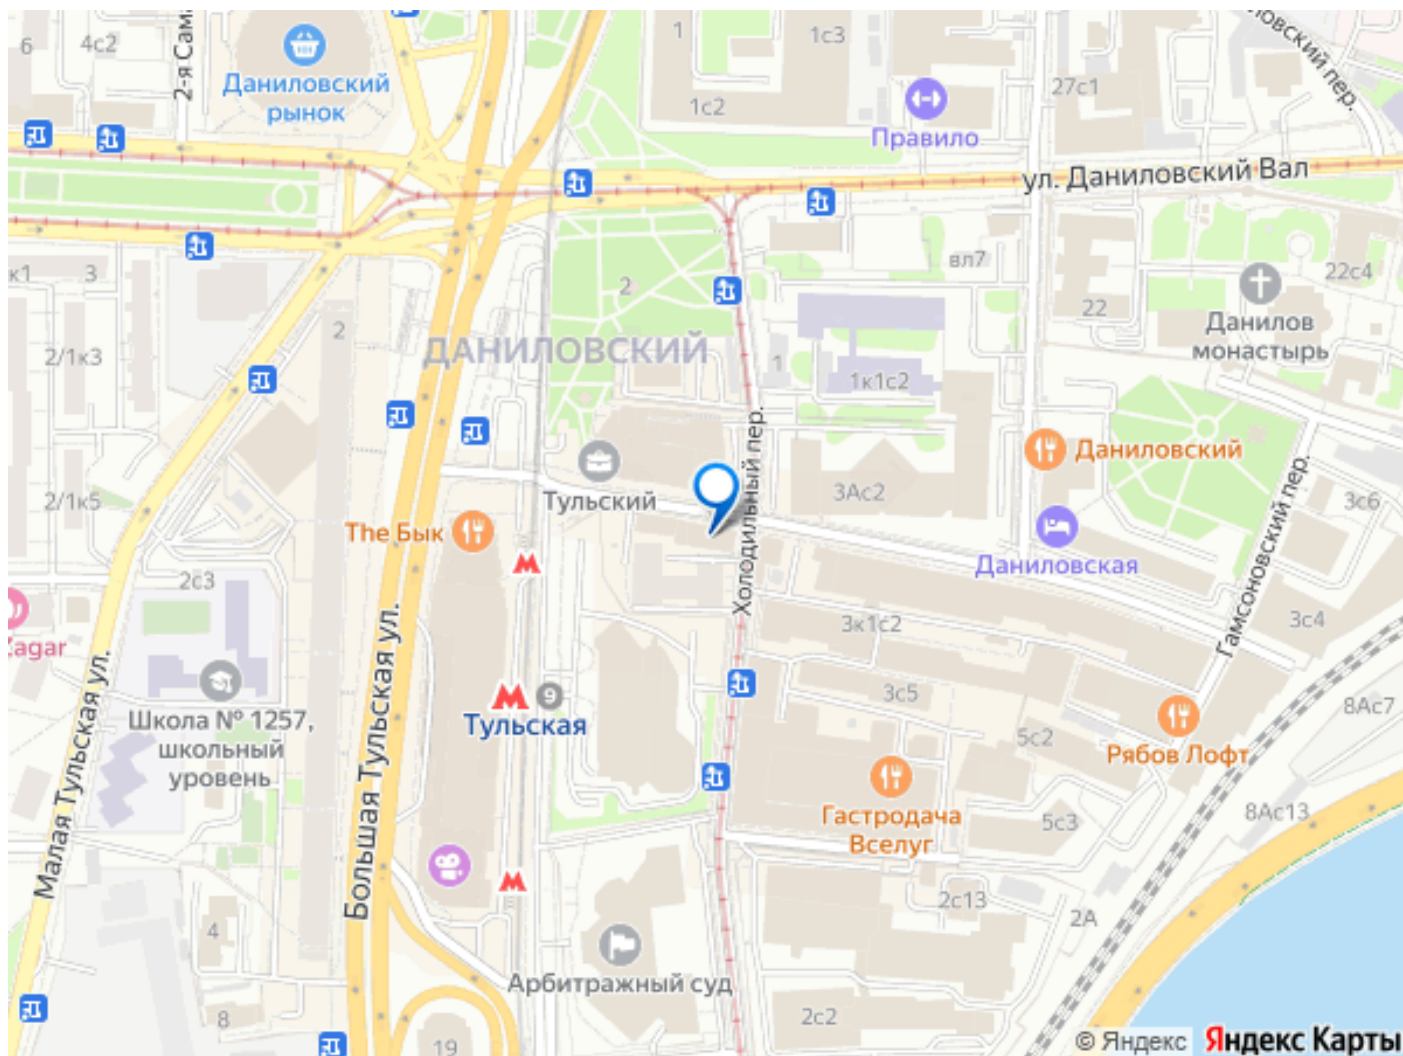 6
4с2
2-я Сам
Даниловский
рынок
1
1с3
1с2
Правило
27с1
ловский пер.
ул. Даниловский Вал
к1
3
2
2
вл7
22
22с4
Данилов
монастырь
ДАНИЛОВСКИЙ
2/1к3
1
1к1с2
Холодильный пер.
Даниловский
2/1к5
Тульский
3Ас2
3с6
The Бык
Даниловская
Гамсоновский пер.
2с3
3к1с2
3с4
Zagar
Школа № 1257,
школьный
уровень
Малая Тульская ул.
Большая Тульская ул.
9
Тульская
3с5
5с2
8Ас7
Рябов Лофт
Гастродача
Вселуг
5с3
8Ас13
2с13
2А
4
Арбитражный суд
8
19
2с2
© Яндекс Яндекс Карты